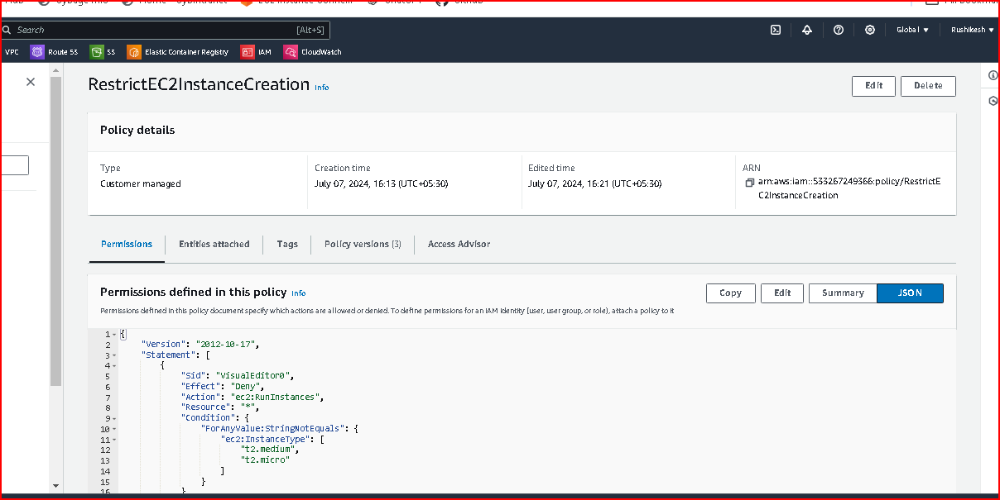 Search [Alt+S] Global Rushikesh
VPC Route 53 S3 Elastic Container Registry IAM CloudWatch
RestrictEC2InstanceCreation Info Edit Delete
Policy details
Type Creation time Edited time ARN
Customer managed July 07, 2024, 16:13 (UTC+05:30) July 07, 2024, 16:21 (UTC+05:30) arn:aws:iam::533267249366:policy/RestrictE
C2InstanceCreation
Permissions Entities attached Tags Policy versions (3) Access Advisor
Permissions defined in this policy Info Copy Edit Summary JSON
Permissions defined in this policy document specify which actions are allowed or denied. To define permissions for an IAM identity (user, user group, or role), attach a policy to it
1 {
2 "Version": "2012-10-17",
3 "Statement": [
4 {
5 "Sid": "VisualEditor0",
6 "Effect": "Deny",
7 "Action": "ec2:RunInstances",
8 "Resource": "*",
9 "Condition": {
10 "ForAnyValue:StringNotEquals": {
11 "ec2:InstanceType": [
12 "t2.medium",
13 "t2.micro"
14 ]
15 }
16 }